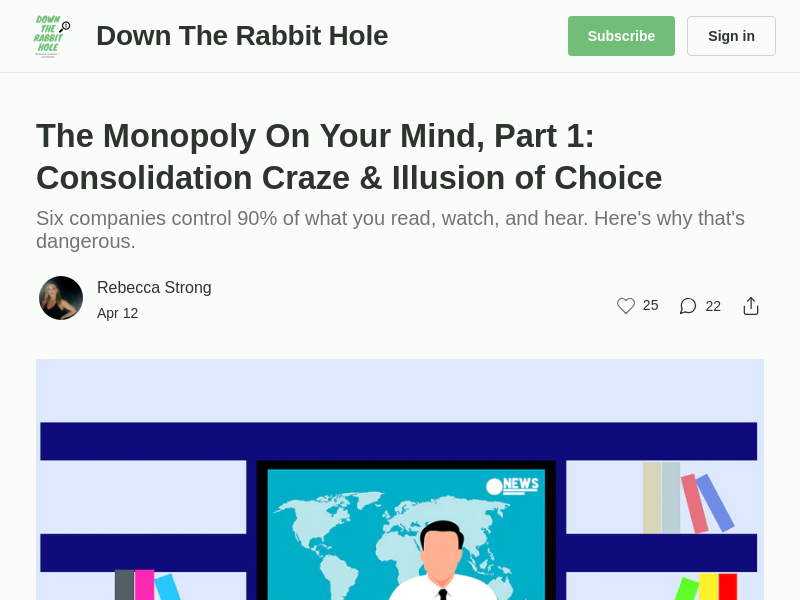 DOWN
THE
RABBIT
HOLE
Down The Rabbit Hole
Subscribe
Sign in
The Monopoly On Your Mind, Part 1:
Consolidation Craze & Illusion of Choice
Six companies control 90% of what you read, watch, and hear. Here's why that's
dangerous.
Rebecca Strong
Apr 12
25
22
NEWS